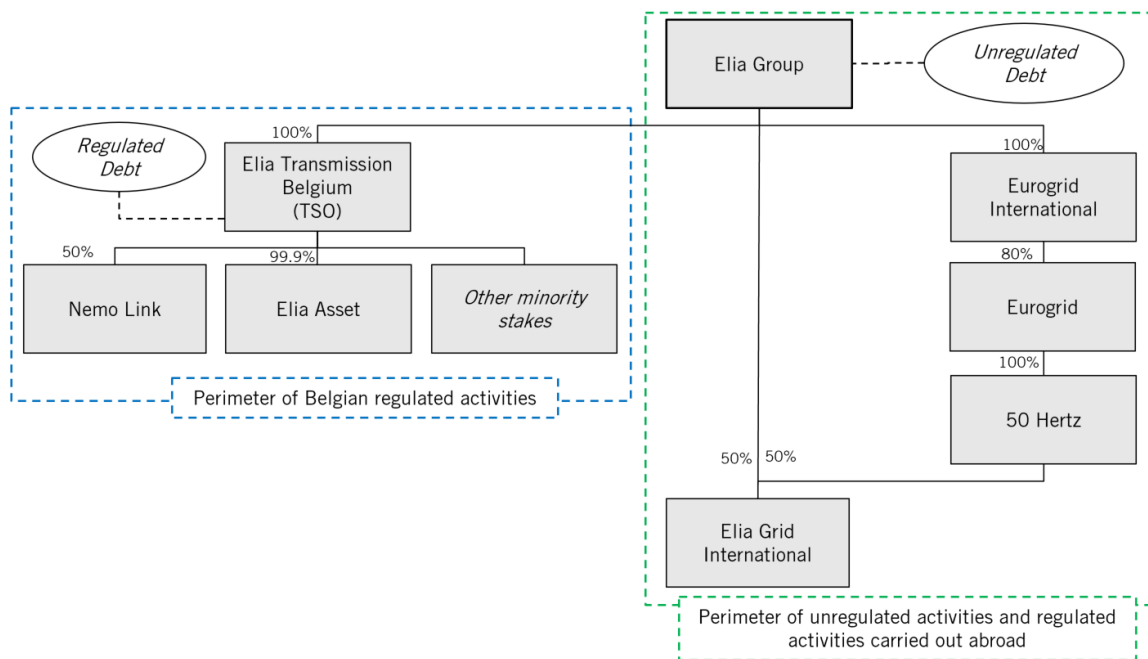 Elia Group
Unregulated
Debt
Regulated
Debt
100%
Elia Transmission
Belgium
(TSO)
100%
Eurogrid
International
50%
Nemo Link
99.9%
Elia Asset
Other minority
stakes
80%
Eurogrid
Perimeter of Belgian regulated activities
100%
50 Hertz
50%
50%
Elia Grid
International
Perimeter of unregulated activities and regulated
activities carried out abroad